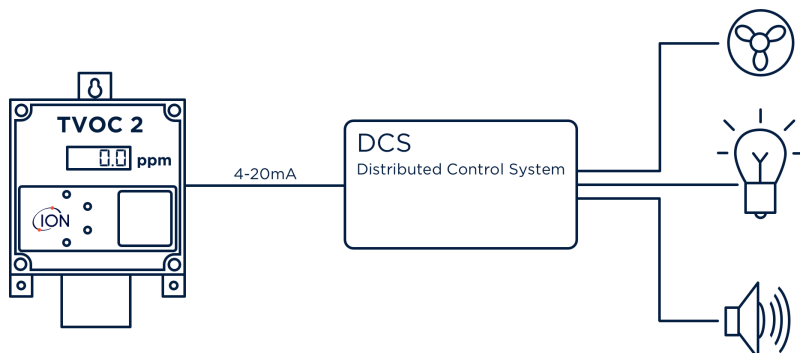 TVOC 2
0.0 ppm
ION
4-20mA
DCS
Distributed Control System